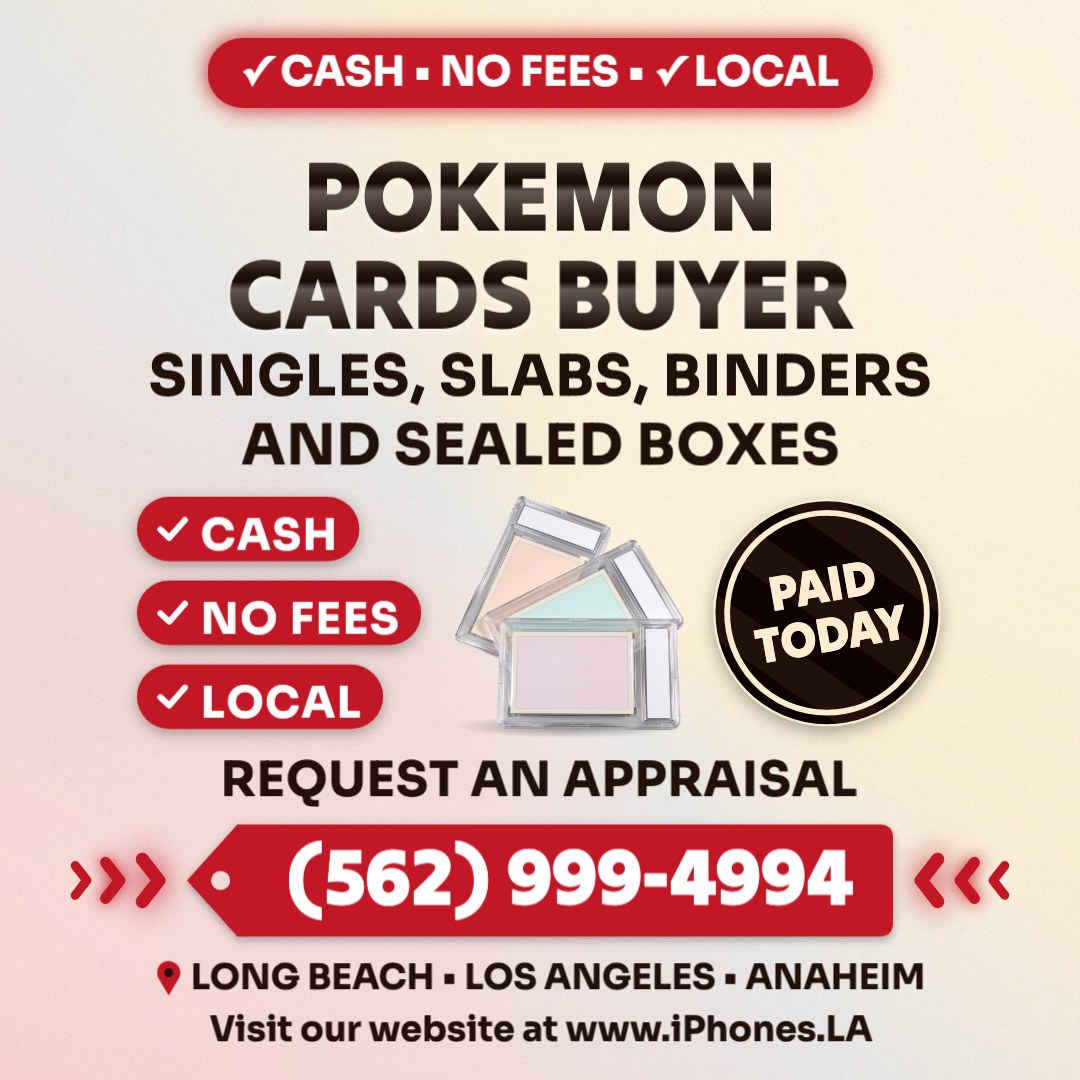 ✓CASH ▪ NO FEES ▪ ✓LOCAL
POKEMON
CARDS BUYER
SINGLES, SLABS, BINDERS
AND SEALED BOXES
✓ CASH
✓ NO FEES
✓ LOCAL
PAID
TODAY
REQUEST AN APPRAISAL
(562) 999-4994
LONG BEACH ▪ LOS ANGELES ▪ ANAHEIM
Visit our website at www.iPhones.LA